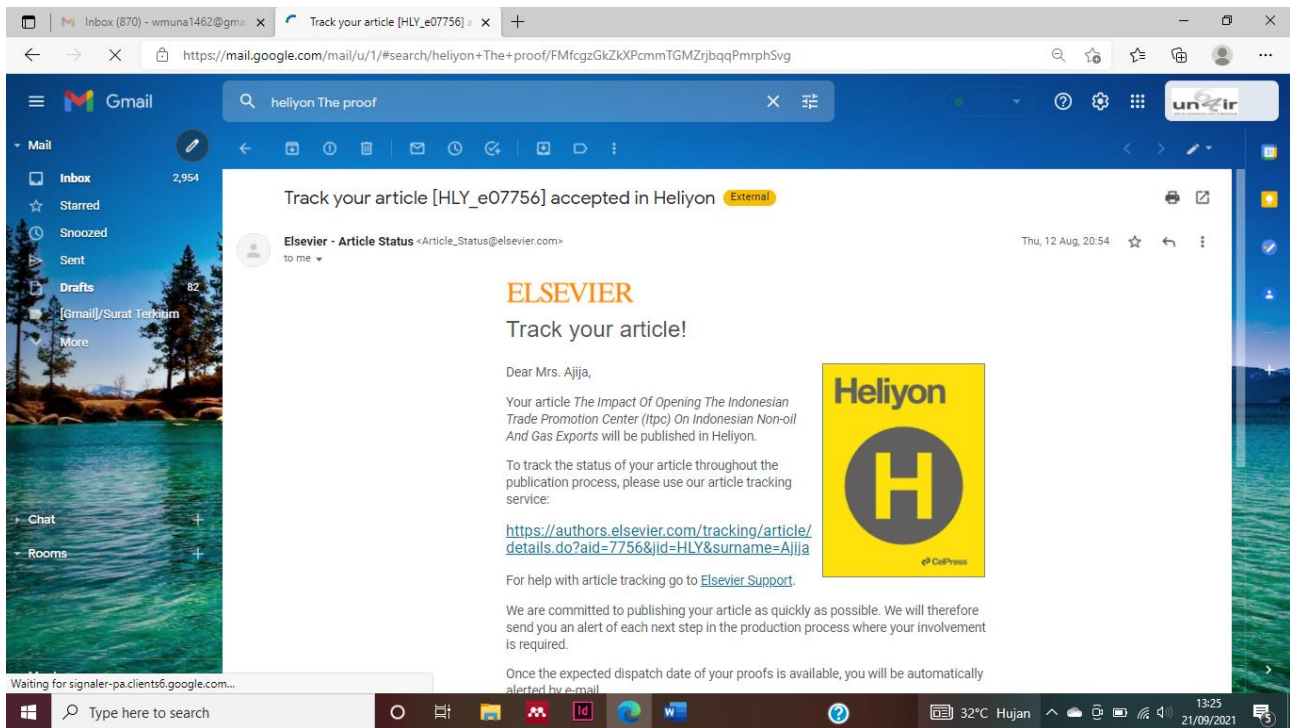 Inbox (870) - wmuna1462@gma
Track your article [HLY_e07756] a
https://mail.google.com/mail/u/1/#search/heliyon+The+proof/FMfcgzGkZkXPcmmTGMZrjbqqPmrphSvg
Gmail
heliyon The proof
Mail
Inbox 2,954
Starred
Snoozed
Sent
Drafts 82
[Gmail]/Surat Terkirim
More
Chat
Rooms
Track your article [HLY_e07756] accepted in Heliyon External
Elsevier - Article Status <Article_Status@elsevier.com> Thu, 12 Aug, 20:54
to me
ELSEVIER
Track your article!
Dear Mrs. Ajija,
Your article The Impact Of Opening The Indonesian
Trade Promotion Center (Itpc) On Indonesian Non-oil
And Gas Exports will be published in Heliyon.
To track the status of your article throughout the
publication process, please use our article tracking
service:
https://authors.elsevier.com/tracking/article/
details.do?aid=7756&jid=HLY&surname=Ajija
For help with article tracking go to Elsevier Support.
We are committed to publishing your article as quickly as possible. We will therefore
send you an alert of each next step in the production process where your involvement
is required.
Once the expected dispatch date of your proofs is available, you will be automatically
alerted by e-mail
Heliyon
H
CellPress
31
Waiting for signaler-pa.clients6.google.com...
Type here to search
Id
W
32°C Hujan
13:25
21/09/2021
5